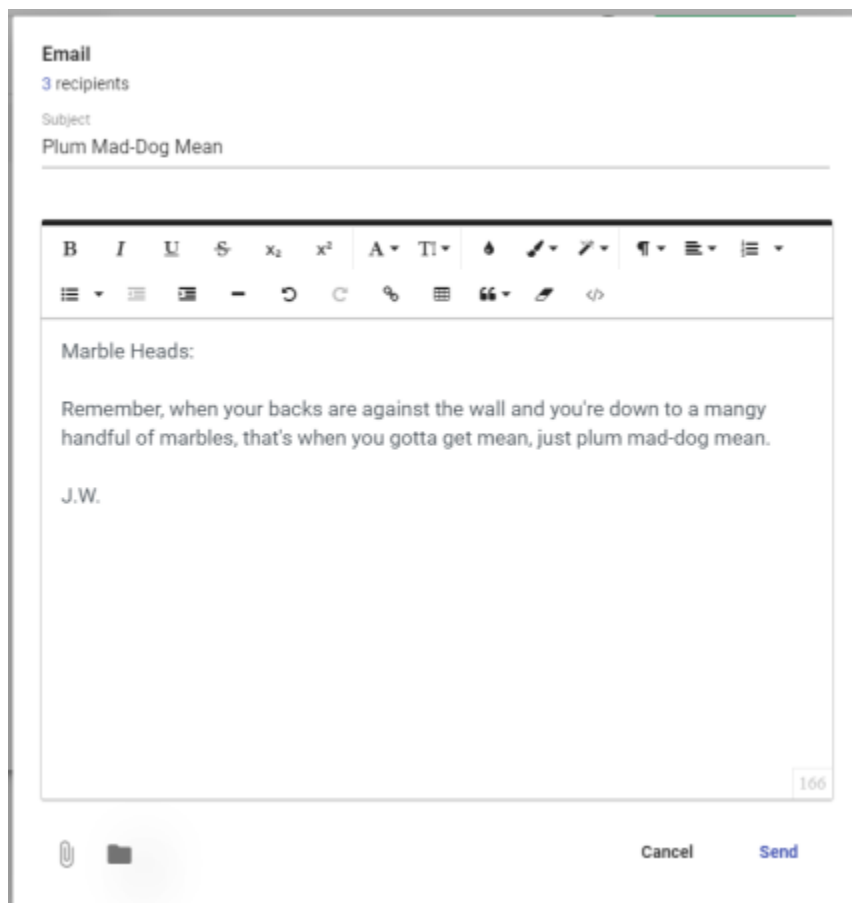 Email
3 recipients
Subject
Plum Mad-Dog Mean
B I U S x₂ x² A T!
Marble Heads:
Remember, when your backs are against the wall and you're down to a mangy
handful of marbles, that's when you gotta get mean, just plum mad-dog mean.
J.W.
166
Cancel Send